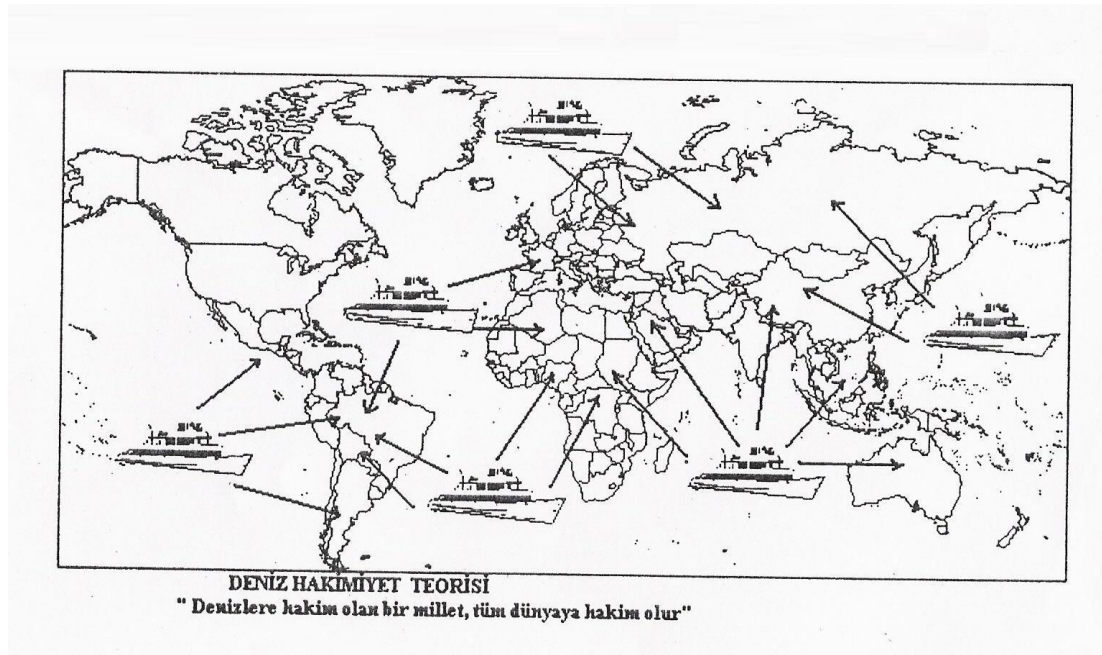 DENİZ HAKİMİYET TEORİSİ
" Denizlere hakim olan bir millet, tüm dünyaya hakim olur"